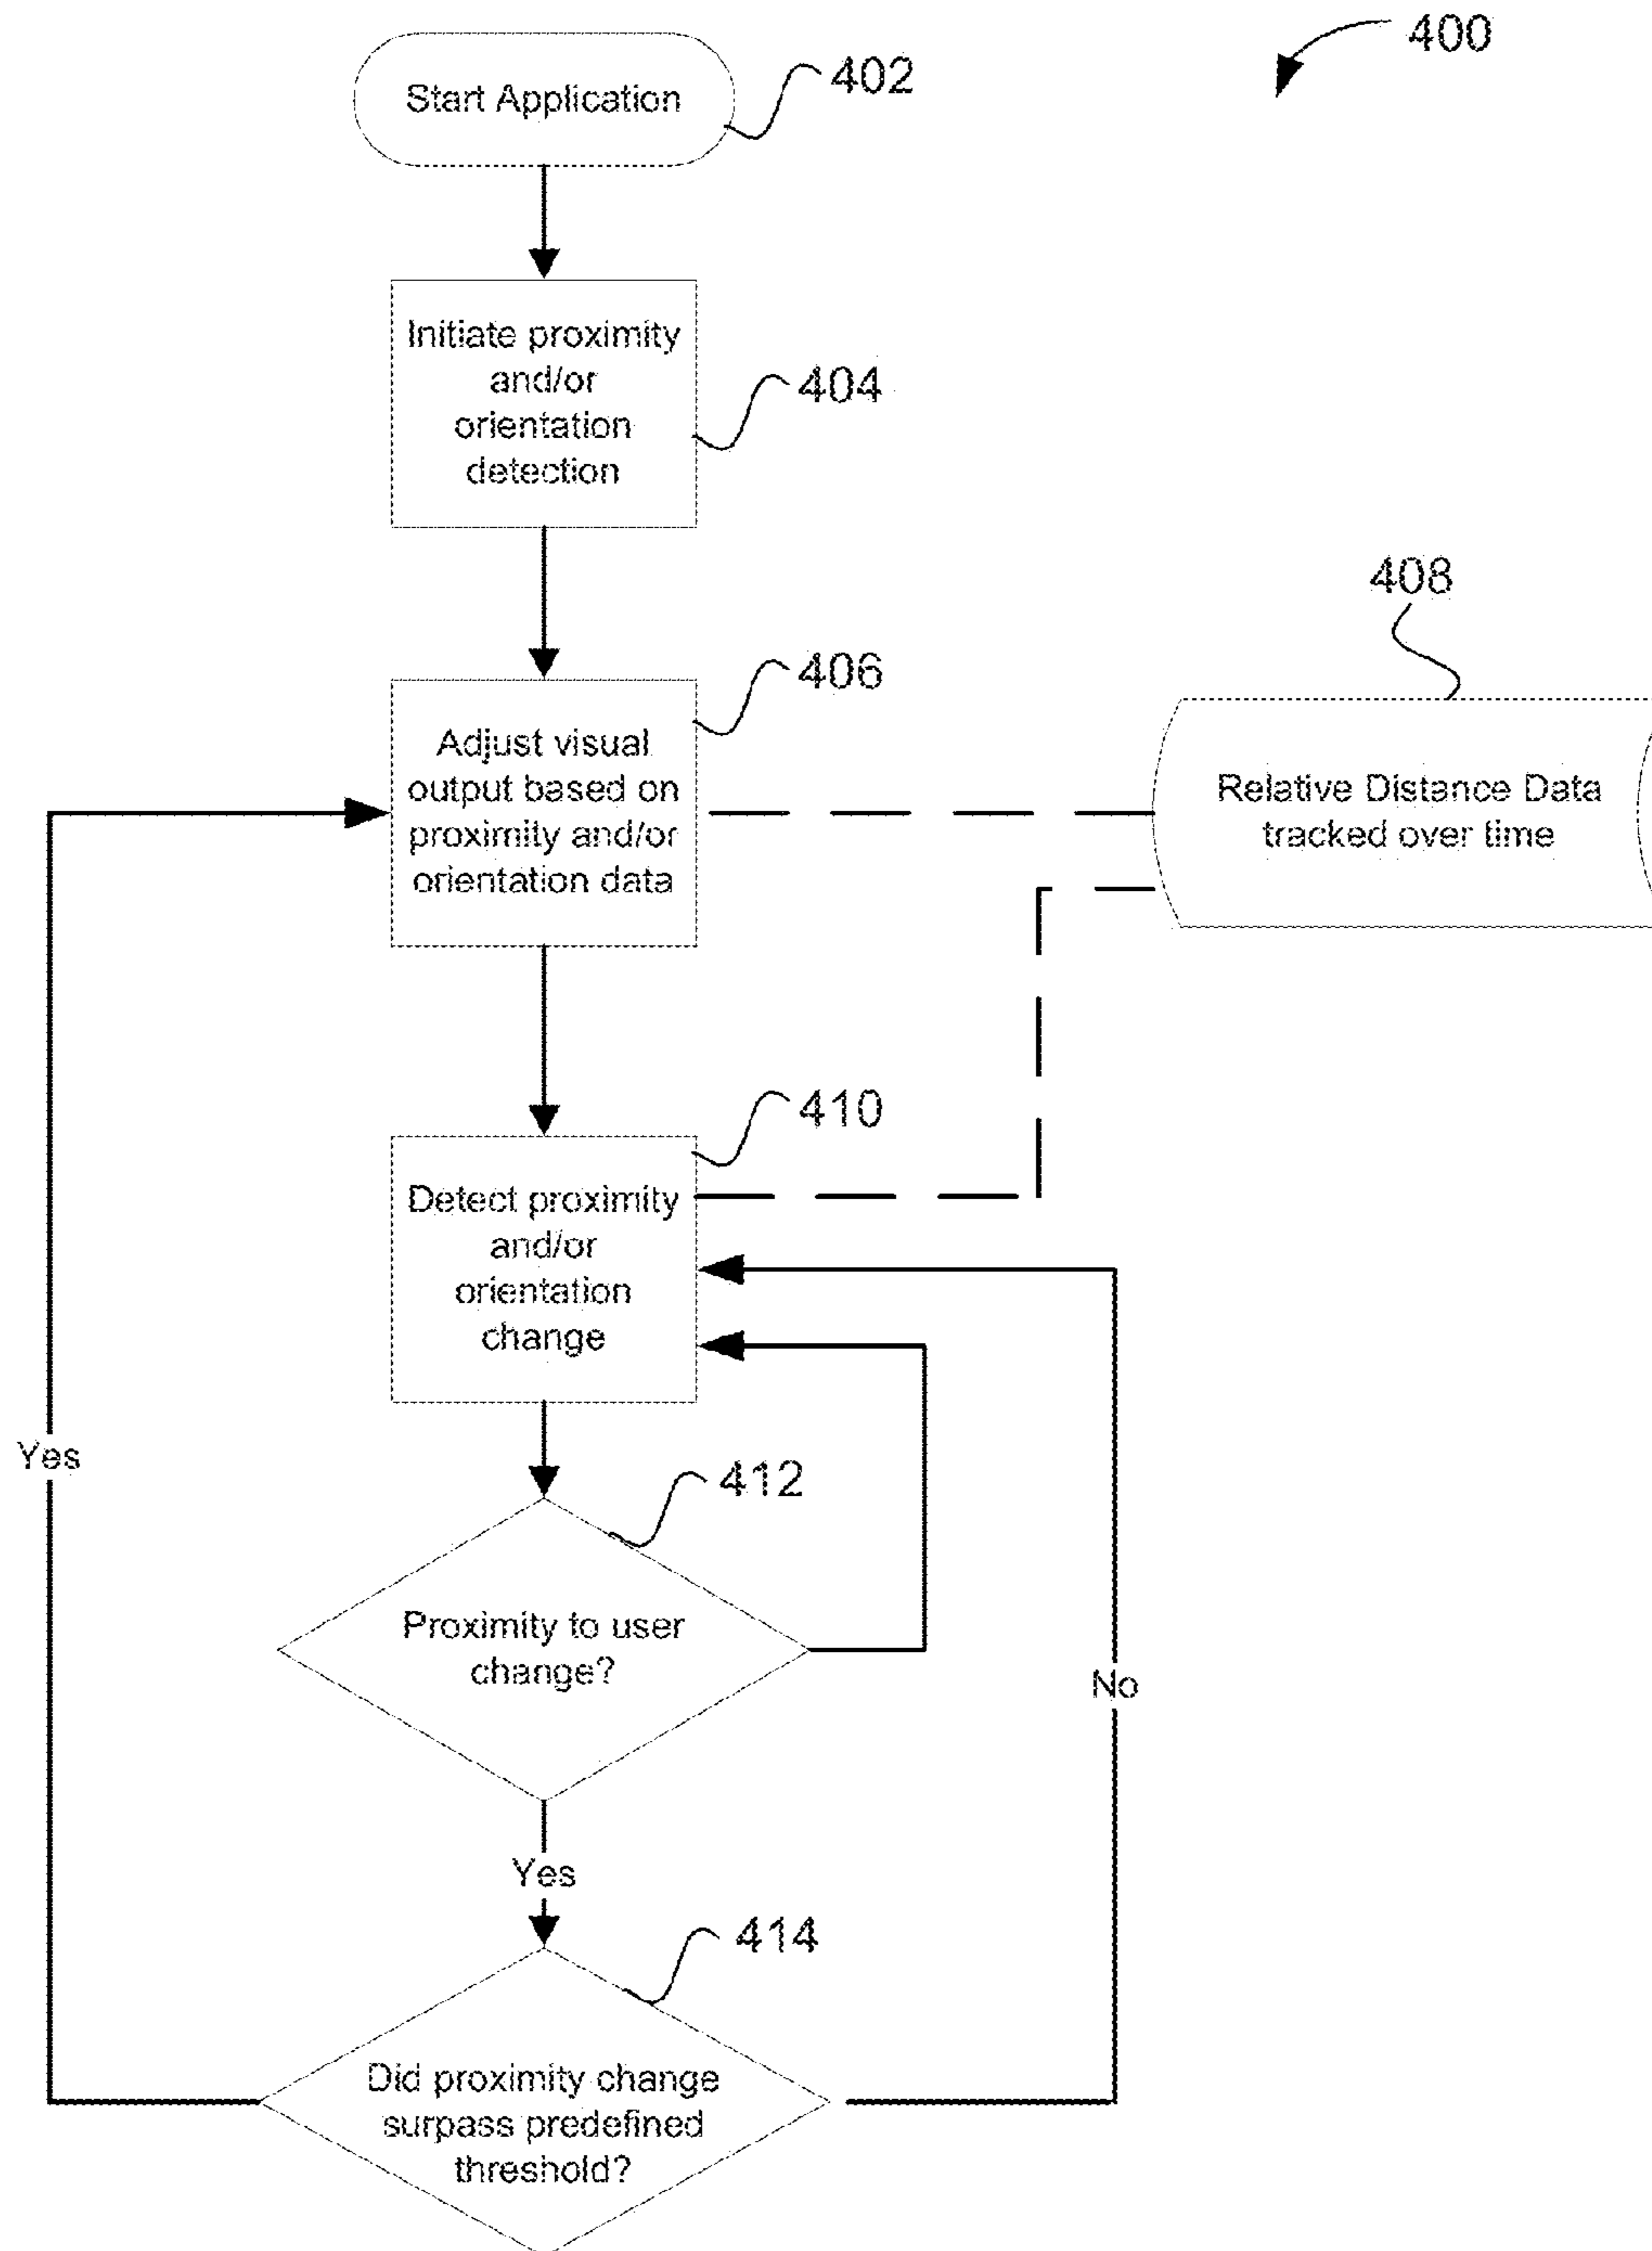 400
Start Application
402
Initiate proximity
and/or
orientation
detection
404
Adjust visual
output based on
proximity and/or
orientation data
406
408
Relative Distance Data
tracked over time
410
Detect proximity
and/or
orientation
change
412
Proximity to user
change?
Yes
No
Yes
414
Did proximity change
surpass predefined
threshold?